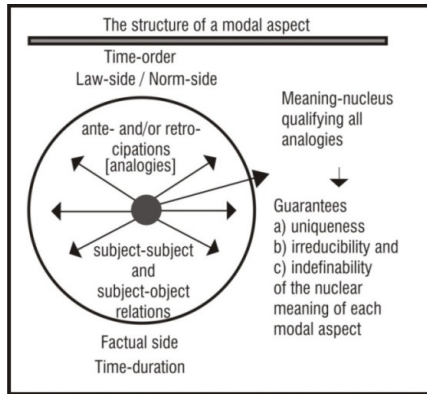 The structure of a modal aspect
Time-order
Law-side / Norm-side
ante- and/or retro-
cipations
[analogies]
subject-subject
and
subject-object
relations
Factual side
Time-duration
Meaning-nucleus
qualifying all
analogies
Guarantees
a) uniqueness
b) irreducibility and
c) indefinability
of the nuclear
meaning of each
modal aspect